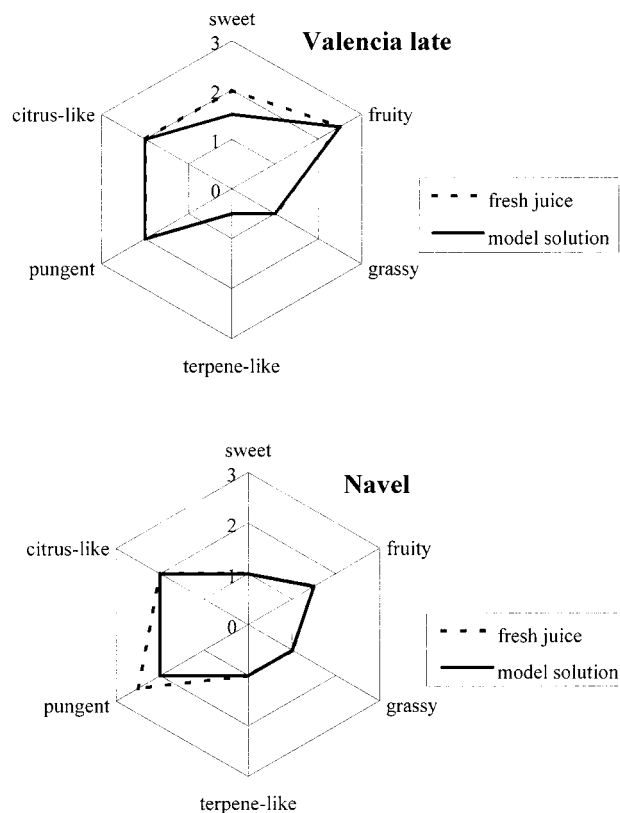 sweet
3
Valencia late
2
citrus-like
fruity
1
0
fresh juice
model solution
pungent
grassy
terpene-like
sweet
3
Navel
2
citrus-like
fruity
1
0
fresh juice
model solution
pungent
grassy
terpene-like